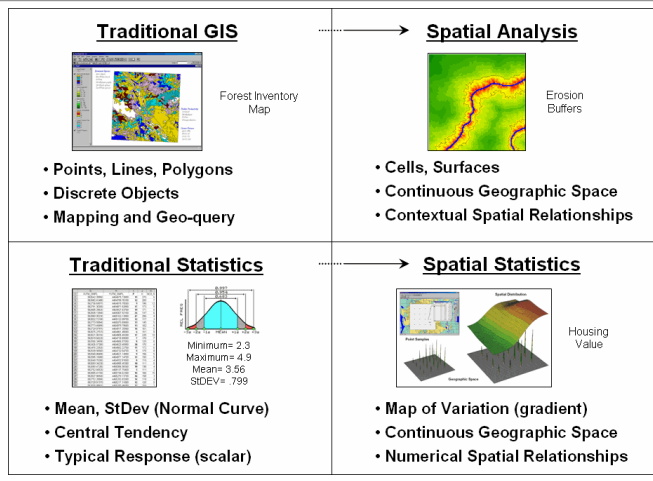 Traditional GIS
Forest Inventory
Map
• Points, Lines, Polygons
• Discrete Objects
• Mapping and Geo-query
Spatial Analysis
Erosion
Buffers
• Cells, Surfaces
• Continuous Geographic Space
• Contextual Spatial Relationships
Traditional Statistics
MEAN
Minimum= 2.3
Maximum= 4.9
Mean= 3.56
StDEV= .799
• Mean, StDev (Normal Curve)
• Central Tendency
• Typical Response (scalar)
Spatial Statistics
Spatial Distribution
Point Samples
Geographic Space
Housing
Value
• Map of Variation (gradient)
• Continuous Geographic Space
• Numerical Spatial Relationships